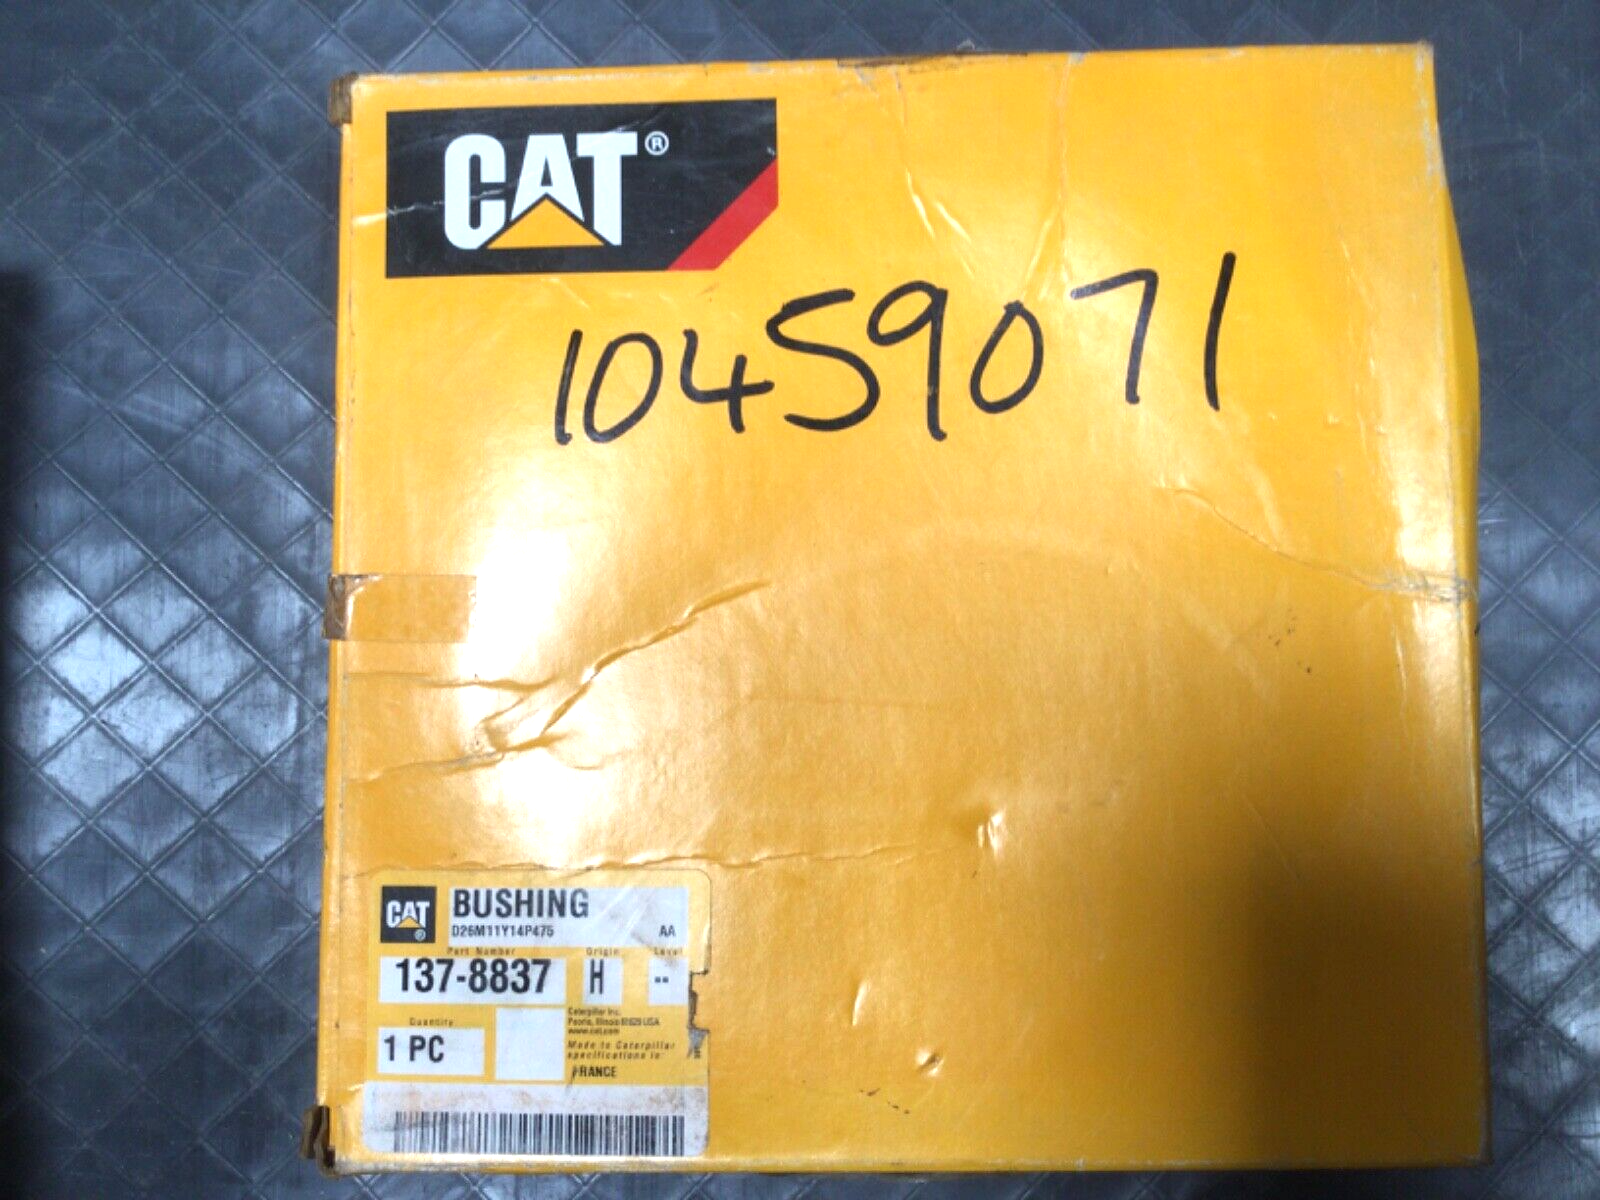 CAT®
10459071
CAT®
BUSHING
D26M11Y14P475 AA
Part Number Origin Level
137-8837 H --
Quantity
1 PC
Caterpillar Inc.
Peoria, Illinois 61629 USA
www.cat.com
Made to Caterpillar
specifications in:
FRANCE